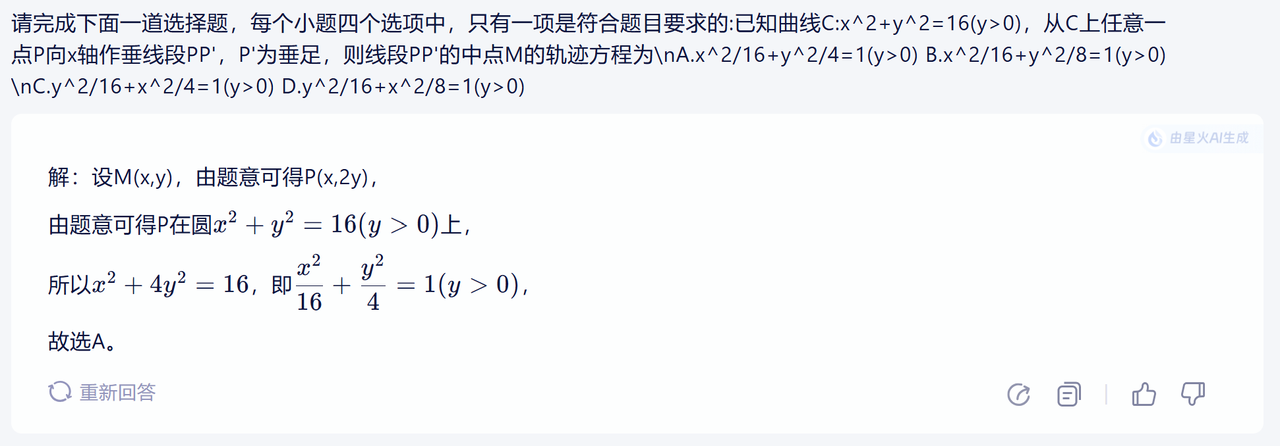 请完成下面一道选择题，每个小题四个选项中，只有一项是符合题目要求的:已知曲线C:x^2+y^2=16(y>0)，从C上任意一
点P向x轴作垂线段PP'，P'为垂足，则线段PP'的中点M的轨迹方程为\nA.x^2/16+y^2/4=1(y>0) B.x^2/16+y^2/8=1(y>0)
\nC.y^2/16+x^2/4=1(y>0) D.y^2/16+x^2/8=1(y>0)
由星火AI生成
解：设M(x,y)，由题意可得P(x,2y)，
由题意可得P在圆x² + y² = 16(y > 0)上，
所以x² + 4y² = 16，即x²/16 + y²/4 = 1(y > 0)，
故选A。
重新回答